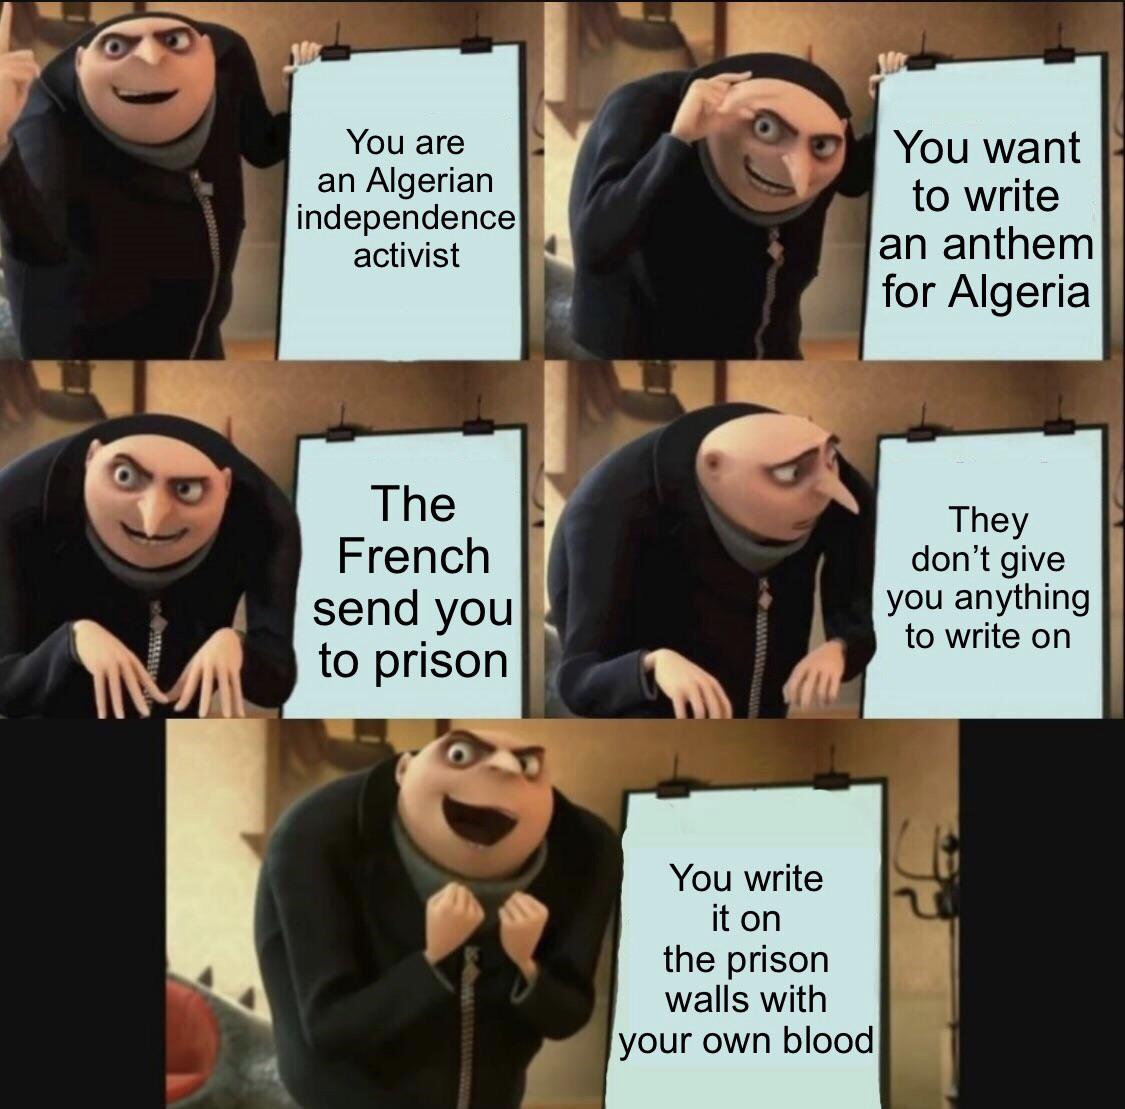 You are
an Algerian
independence
activist
You want
to write
an anthem
for Algeria
The
French
send you
to prison
They
don’t give
you anything
to write on
You write
it on
the prison
walls with
your own blood